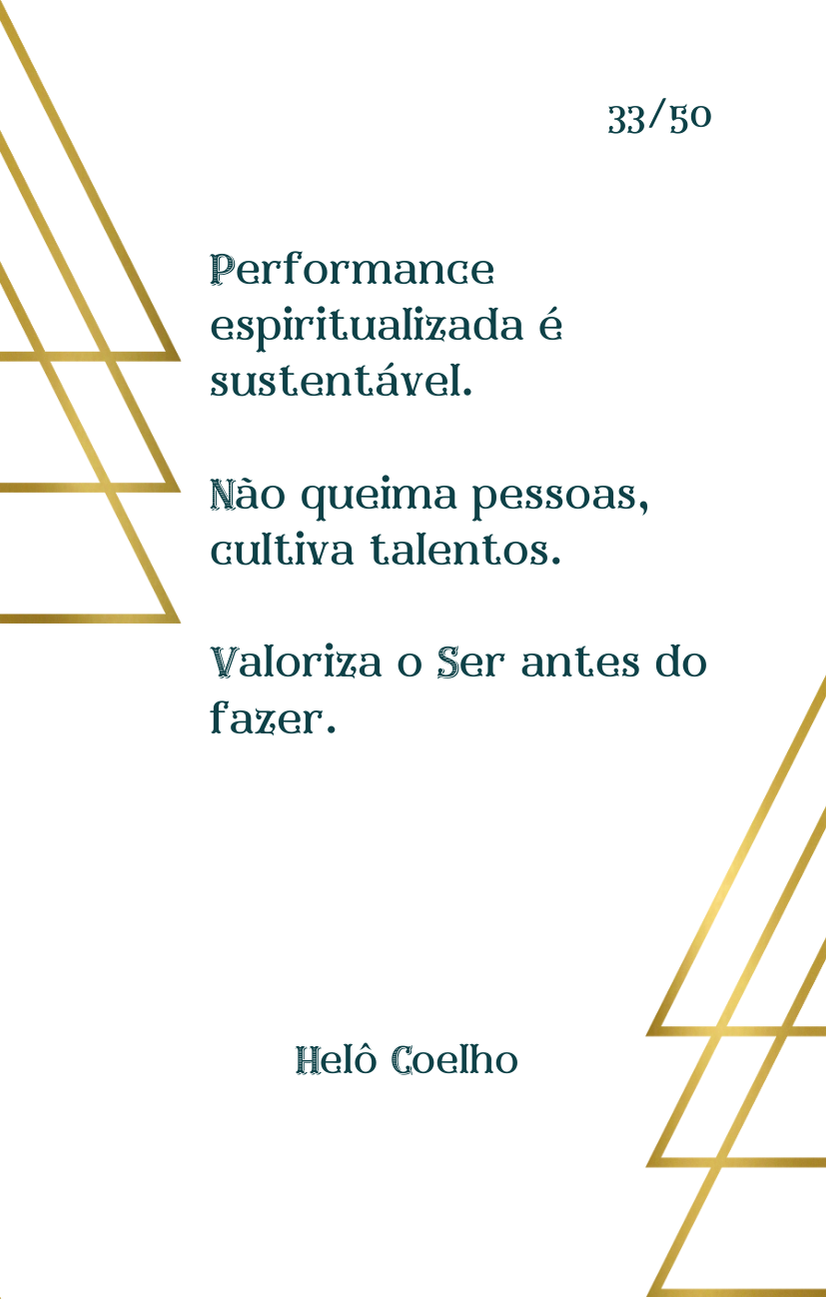 33/50
Performance
espiritualizada é
sustentável.
Não queima pessoas,
cultiva talentos.
Valoriza o Ser antes do
fazer.
Helô Coelho